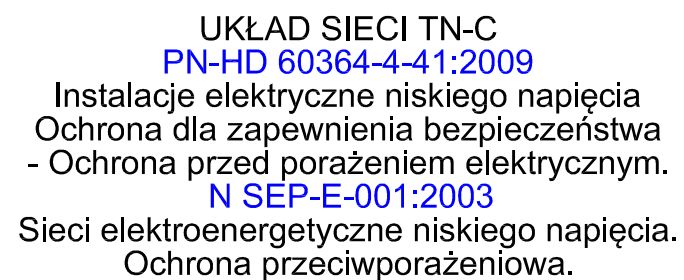 UKŁAD SIECI TN-C
PN-HD 60364-4-41:2009
Instalacje elektryczne niskiego napięcia
Ochrona dla zapewnienia bezpieczeństwa
- Ochrona przed porażeniem elektrycznym.
N SEP-E-001:2003
Sieci elektroenergetyczne niskiego napięcia.
Ochrona przeciwporażeniowa.